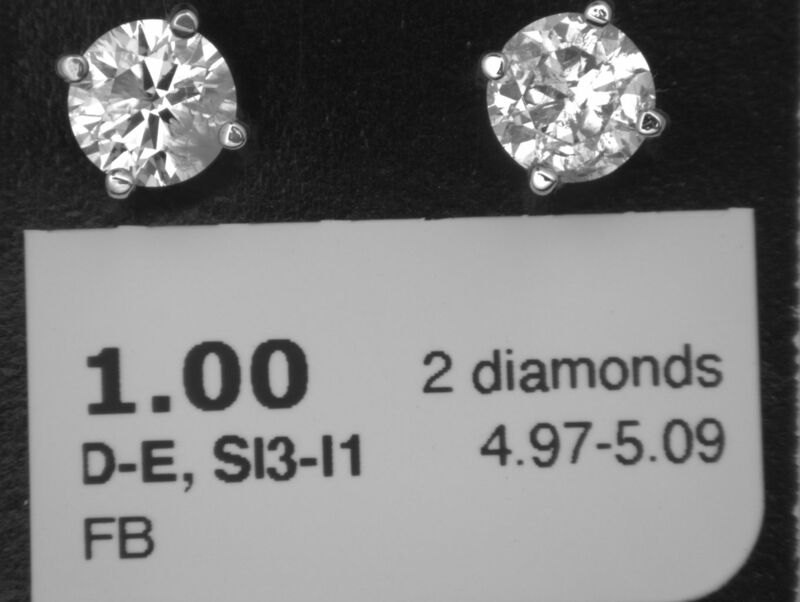 1.00
2 diamonds
D-E, SI3-I1
4.97-5.09
FB